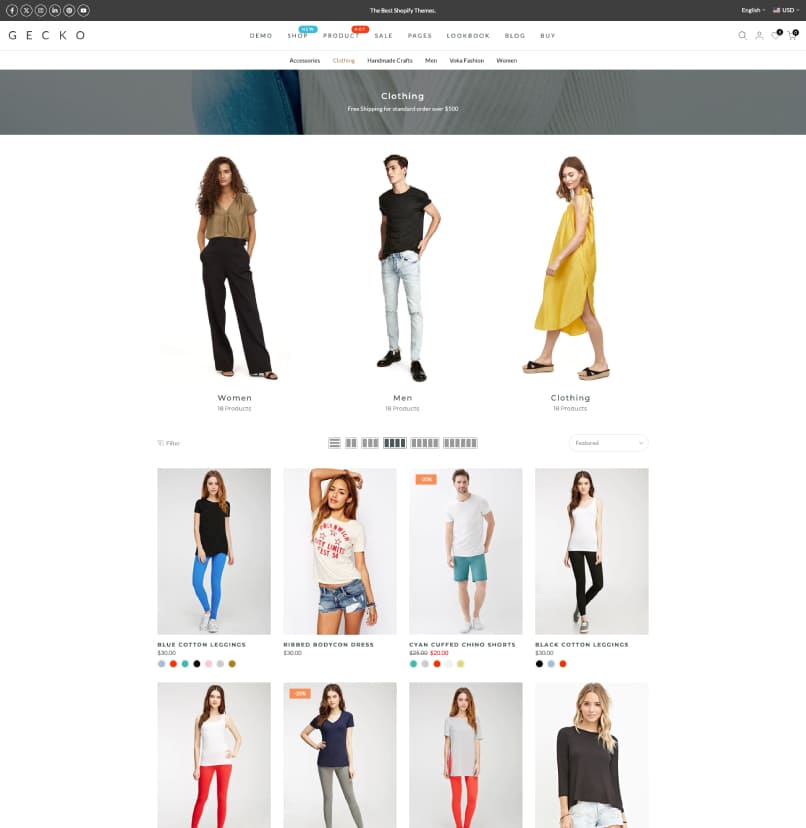 The Best Shopify Themes.
English
USD
GECKO
DEMO
SHOP
NEW
PRODUCT
HOT
SALE
PAGES
LOOKBOOK
BLOG
BUY
0
0
Accessories
Clothing
Handmade Crafts
Men
Voka Fashion
Women
Clothing
Free Shipping for standard order over $100
Women
18 Products
Men
18 Products
Clothing
18 Products
Filter
Featured
-20%
BLUE COTTON LEGGINGS
$30.00
RIBBED BODYCON DRESS
$30.00
CYAN CUFFED CHINO SHORTS
$25.00 $20.00
BLACK COTTON LEGGINGS
$30.00